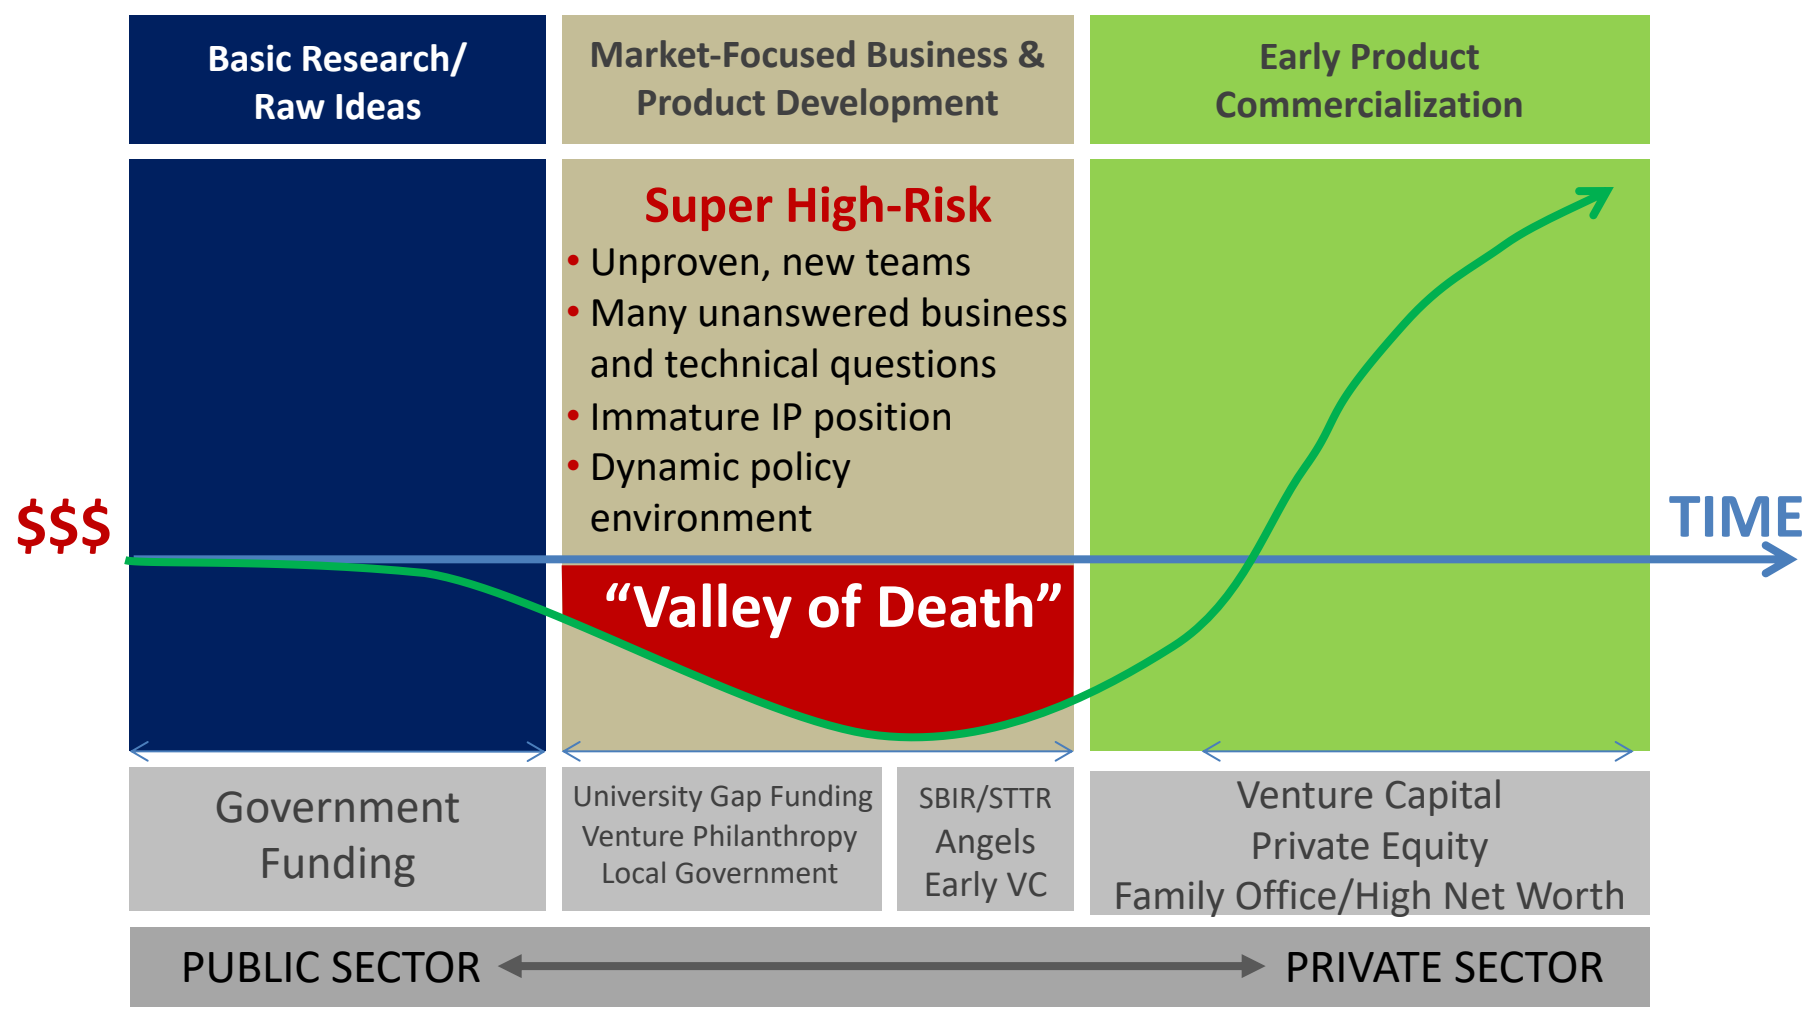 Basic Research/
Raw Ideas
Market-Focused Business &
Product Development
Early Product
Commercialization
Super High-Risk
• Unproven, new teams
• Many unanswered business
and technical questions
• Immature IP position
• Dynamic policy
environment
$$$
TIME
“Valley of Death”
Government
Funding
University Gap Funding
Venture Philanthropy
Local Government
SBIR/STTR
Angels
Early VC
Venture Capital
Private Equity
Family Office/High Net Worth
PUBLIC SECTOR
PRIVATE SECTOR